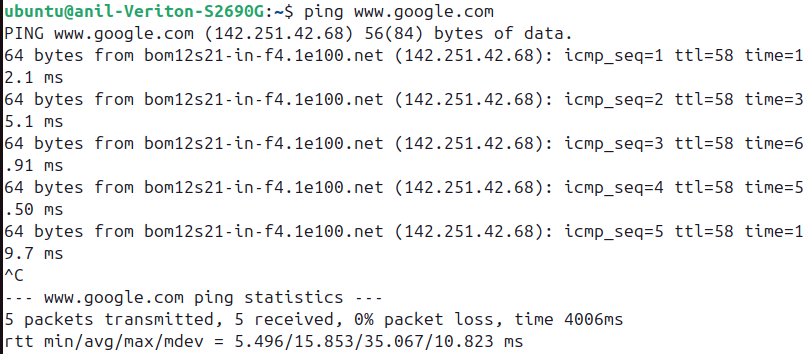 ubuntu@anil-Veriton-S2690G:~$ ping www.google.com
PING www.google.com (142.251.42.68) 56(84) bytes of data.
64 bytes from bom12s21-in-f4.1e100.net (142.251.42.68): icmp_seq=1 ttl=58 time=1
2.1 ms
64 bytes from bom12s21-in-f4.1e100.net (142.251.42.68): icmp_seq=2 ttl=58 time=3
5.1 ms
64 bytes from bom12s21-in-f4.1e100.net (142.251.42.68): icmp_seq=3 ttl=58 time=6
.91 ms
64 bytes from bom12s21-in-f4.1e100.net (142.251.42.68): icmp_seq=4 ttl=58 time=5
.50 ms
64 bytes from bom12s21-in-f4.1e100.net (142.251.42.68): icmp_seq=5 ttl=58 time=1
9.7 ms
^C
--- www.google.com ping statistics ---
5 packets transmitted, 5 received, 0% packet loss, time 4006ms
rtt min/avg/max/mdev = 5.496/15.853/35.067/10.823 ms